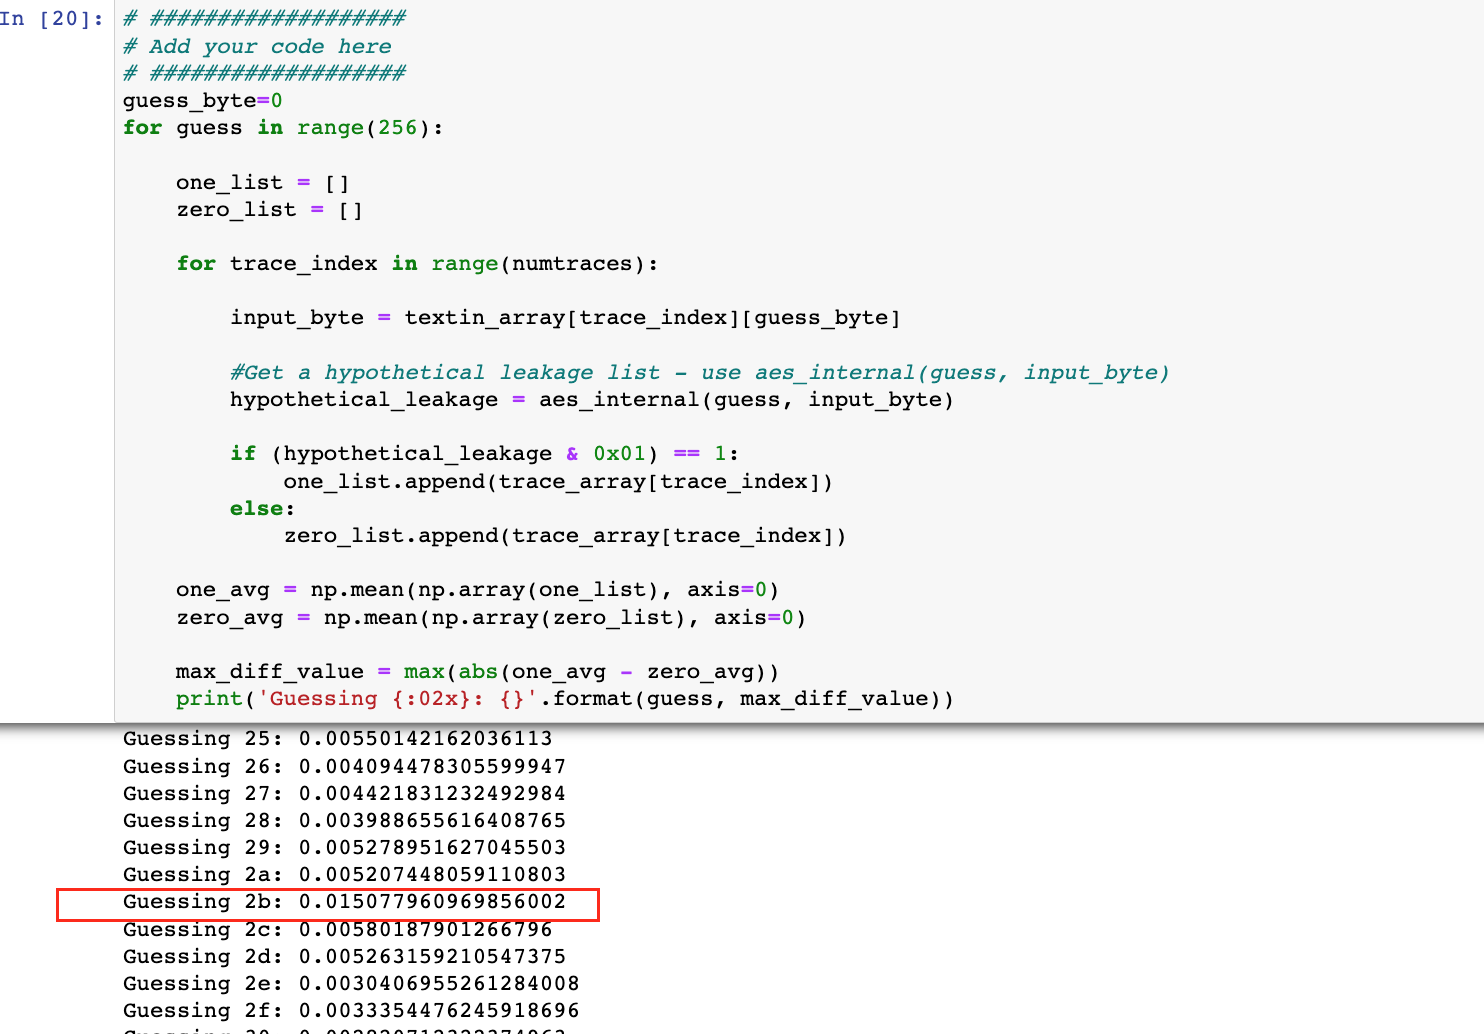 In [20]:
# ###################
# Add your code here
# ###################
guess_byte=0
for guess in range(256):
    one_list = []
    zero_list = []
    for trace_index in range(numtraces):
        input_byte = textin_array[trace_index][guess_byte]
        #Get a hypothetical leakage list - use aes_internal(guess, input_byte)
        hypothetical_leakage = aes_internal(guess, input_byte)
        if (hypothetical_leakage & 0x01) == 1:
            one_list.append(trace_array[trace_index])
        else:
            zero_list.append(trace_array[trace_index])
    one_avg = np.mean(np.array(one_list), axis=0)
    zero_avg = np.mean(np.array(zero_list), axis=0)
    max_diff_value = max(abs(one_avg - zero_avg))
    print('Guessing {:02x}: {}'.format(guess, max_diff_value))
Guessing 25: 0.00550142162036113
Guessing 26: 0.004094478305599947
Guessing 27: 0.004421831232492984
Guessing 28: 0.003988655616408765
Guessing 29: 0.005278951627045503
Guessing 2a: 0.005207448059110803
Guessing 2b: 0.015077960969856002
Guessing 2c: 0.00580187901266796
Guessing 2d: 0.005263159210547375
Guessing 2e: 0.0030406955261284008
Guessing 2f: 0.0033354476245918696